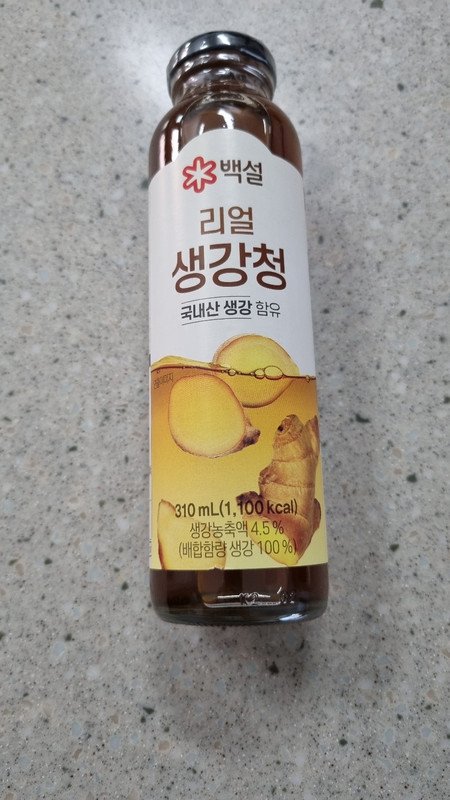 백설
리얼
생강청
국내산 생강 함유
310 mL(1,100 kcal)
생강농축액 4.5 %
(배합함량 생강 100 %)